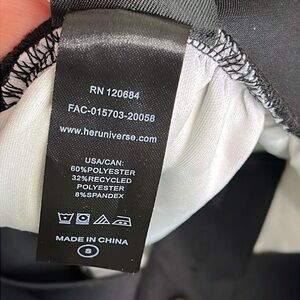 RN 120684
FAC-015703-20058
www.heruniverse.com
USA/CAN:
60%POLYESTER
32%RECYCLED
POLYESTER
8%SPANDEX
MADE IN CHINA
S